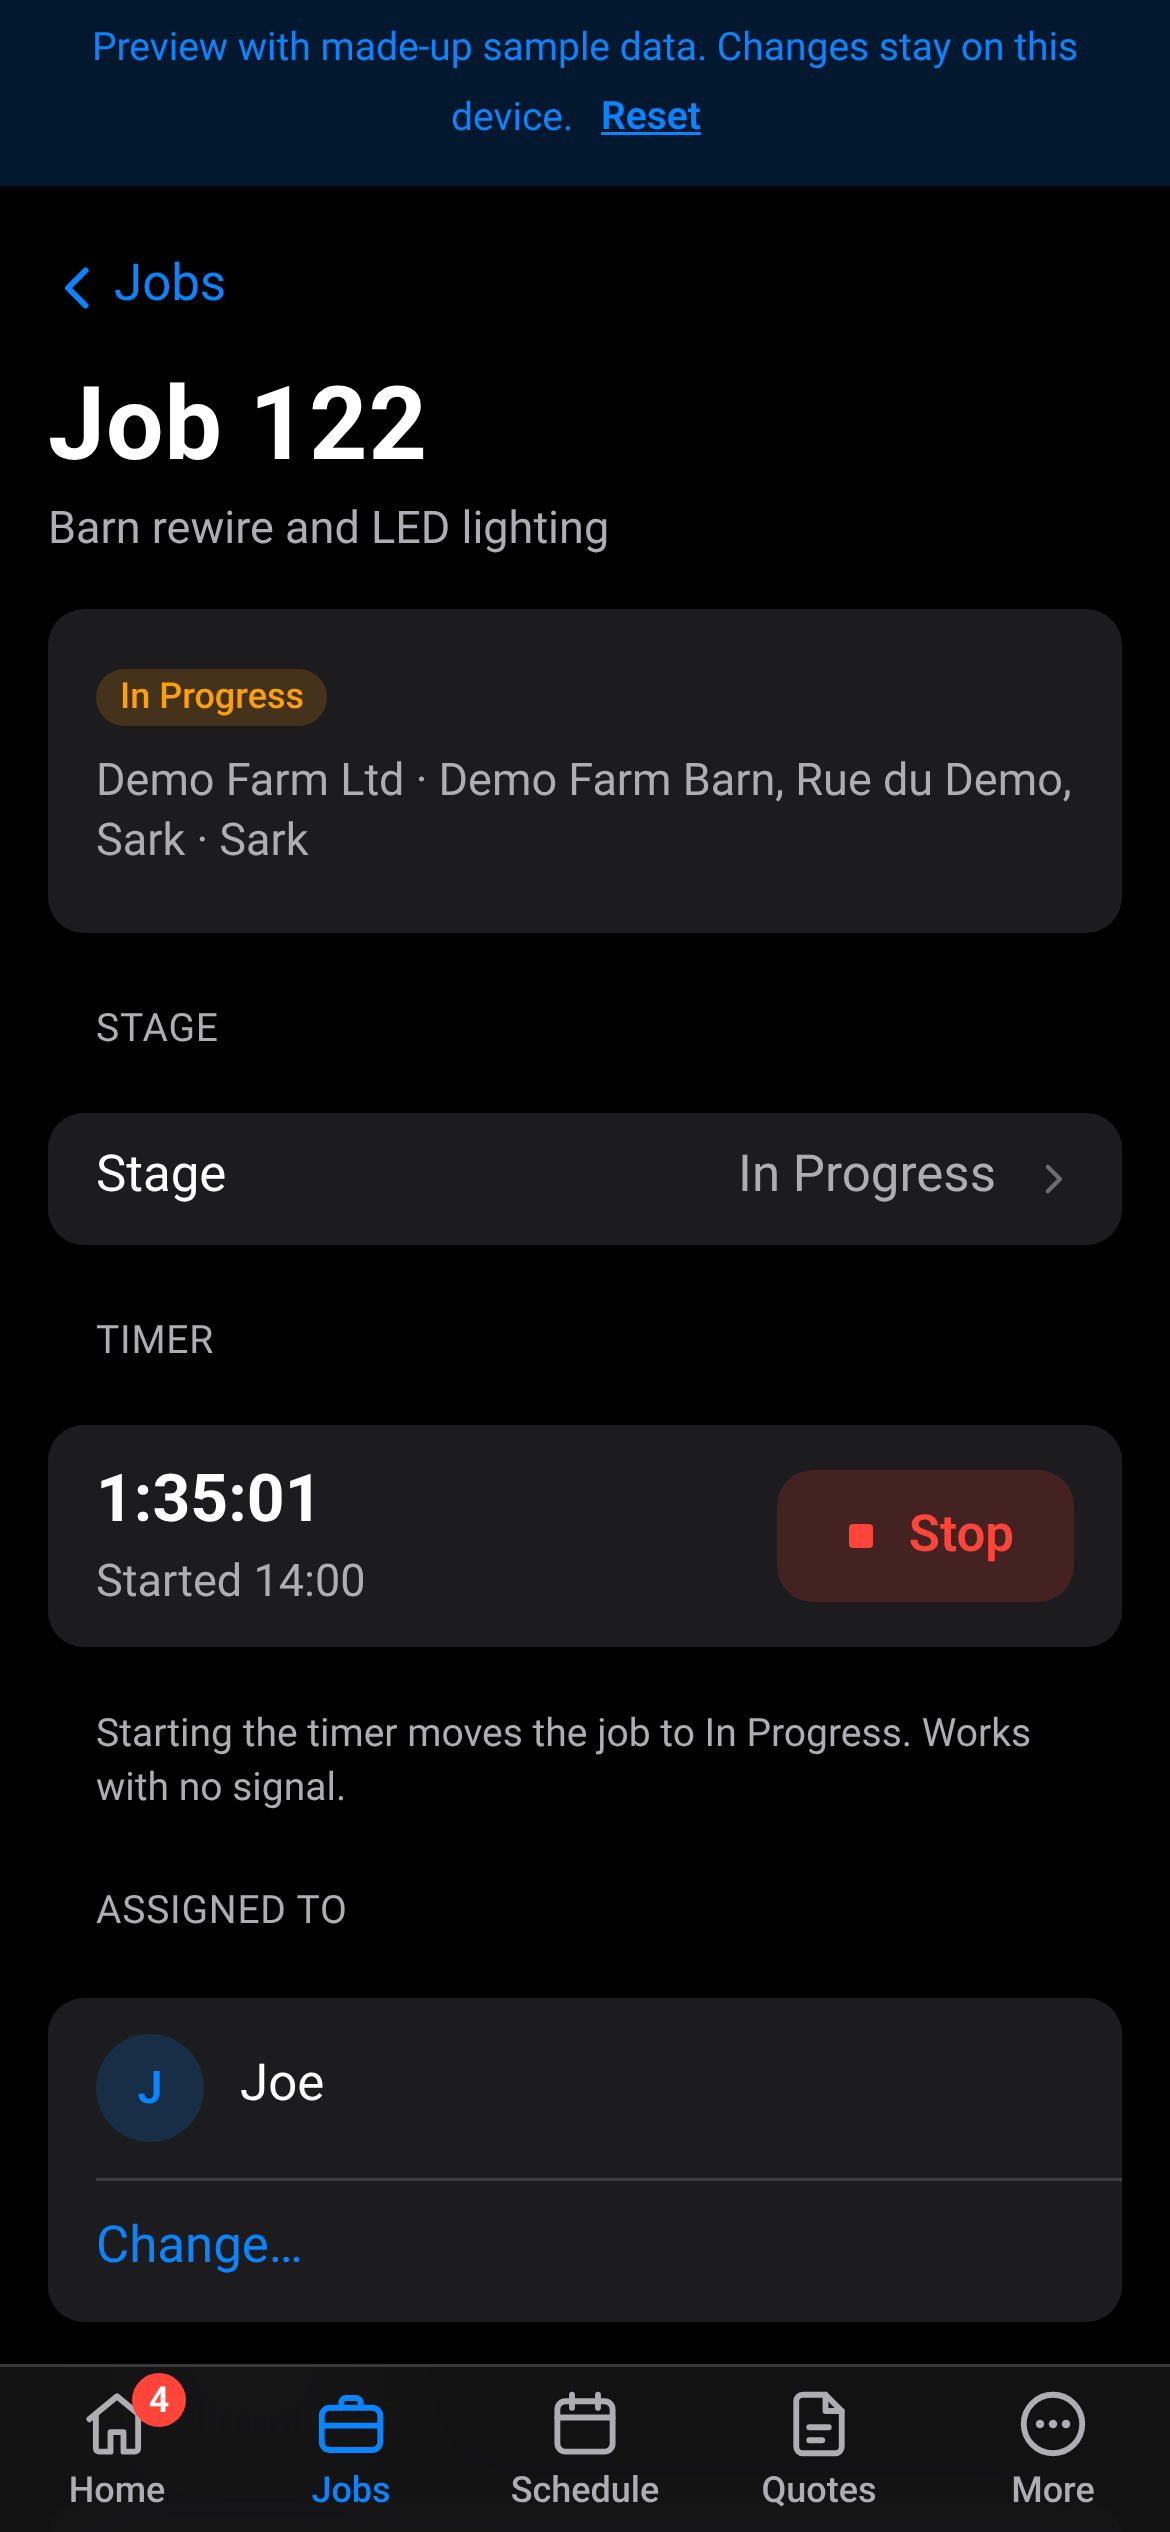 Preview with made-up sample data. Changes stay on this
device. Reset
Jobs
Job 122
Barn rewire and LED lighting
In Progress
Demo Farm Ltd · Demo Farm Barn, Rue du Demo,
Sark · Sark
STAGE
Stage In Progress
TIMER
1:35:01
Stop
Started 14:00
Starting the timer moves the job to In Progress. Works
with no signal.
ASSIGNED TO
J Joe
Change...
4
Home Jobs Schedule Quotes More